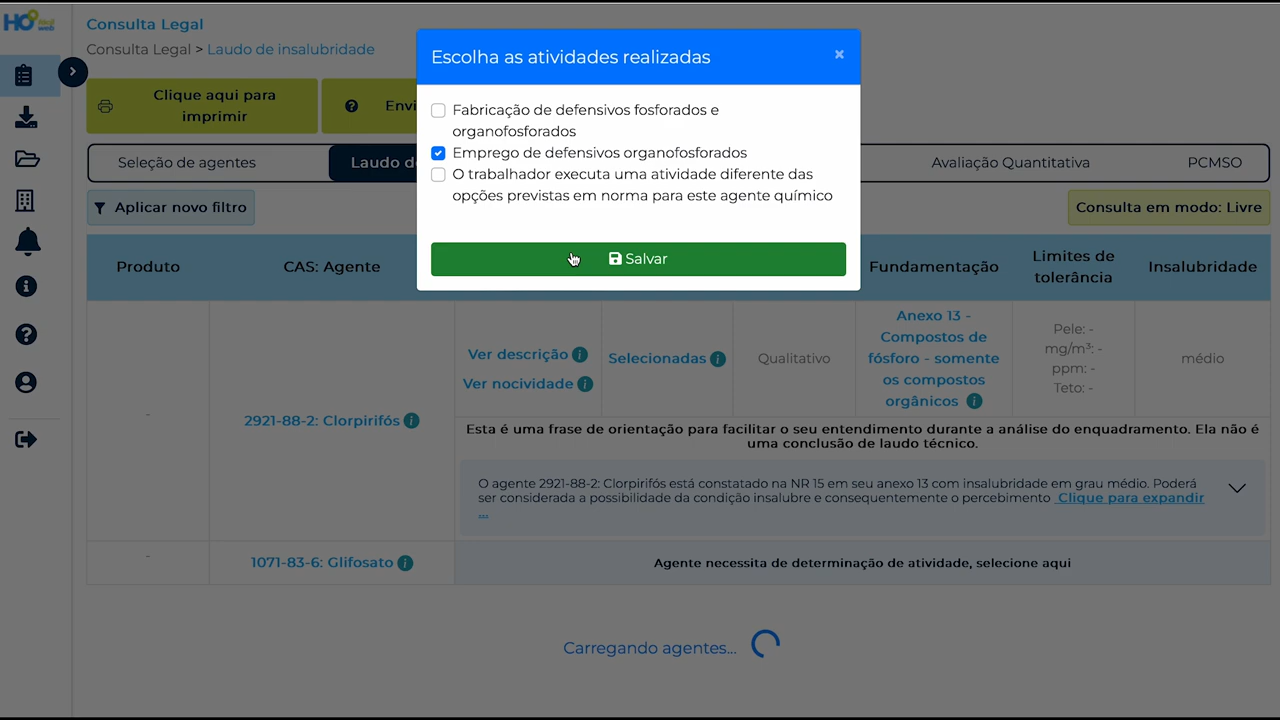 HO fácil web
Consulta Legal
Consulta Legal > Laudo de insalubridade
Clique aqui para
imprimir
Envi
Seleção de agentes
Laudo de
Avaliação Quantitativa
PCMSO
Aplicar novo filtro
Consulta em modo: Livre
Escolha as atividades realizadas
×
Fabricação de defensivos fosforados e
organofosforados
Emprego de defensivos organofosforados
O trabalhador executa uma atividade diferente das
opções previstas em norma para este agente químico
Salvar
Produto
CAS: Agente
Fundamentação
Limites de
tolerância
Insalubridade
-
2921-88-2: Clorpirifós
Ver descrição
Ver nocividade
Selecionadas
Qualitativo
Anexo 13 -
Compostos de
fósforo - somente
os compostos
orgânicos
Pele: -
mg/m³: -
ppm: -
Teto: -
médio
Esta é uma frase de orientação para facilitar o seu entendimento durante a análise do enquadramento. Ela não é
uma conclusão de laudo técnico.
O agente 2921-88-2: Clorpirifós está constatado na NR 15 em seu anexo 13 com insalubridade em grau médio. Poderá
ser considerada a possibilidade da condição insalubre e consequentemente o percebimento Clique para expandir
...
-
1071-83-6: Glifosato
Agente necessita de determinação de atividade, selecione aqui
Carregando agentes...